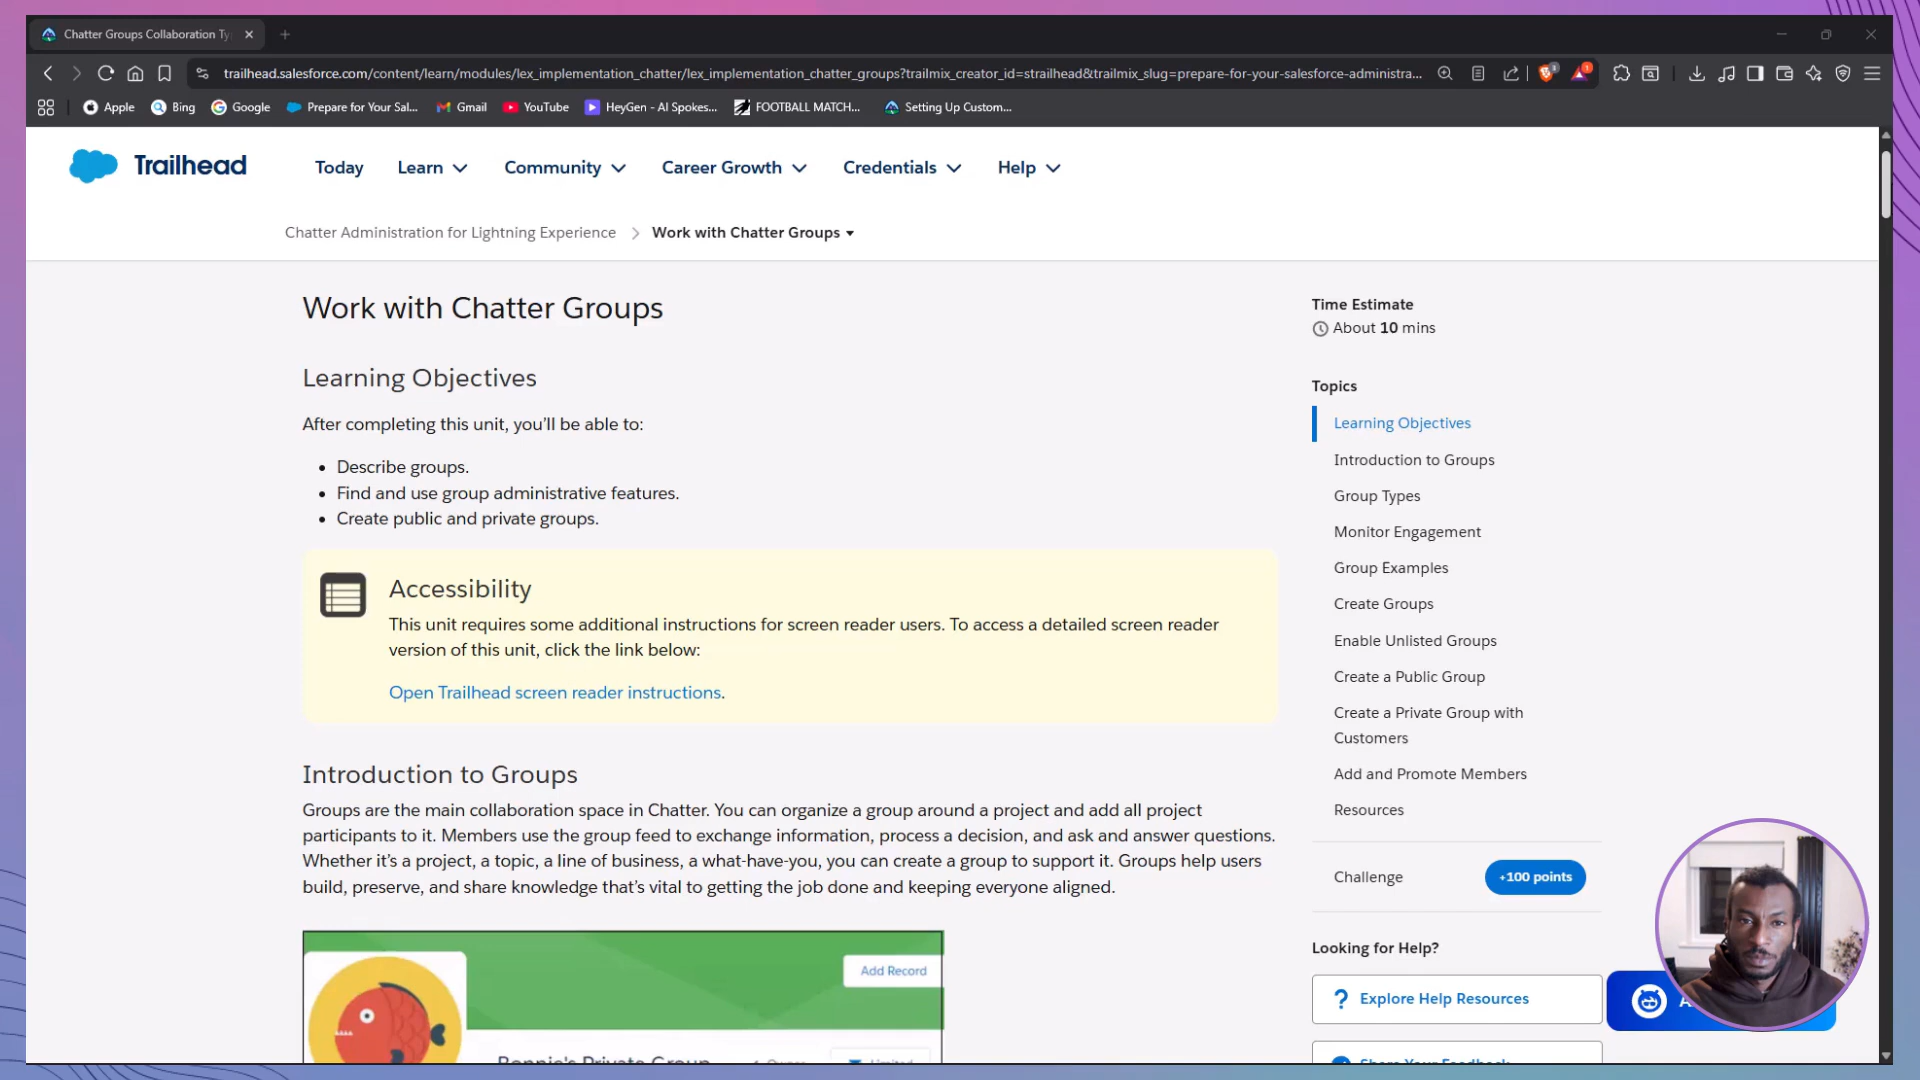 Chatter Groups Collaboration Ty
trailhead.salesforce.com/content/learn/modules/lex_implementation_chatter/lex_implementation_chatter_groups?trailmix_creator_id=strailhead&trailmix_slug=prepare-for-your-salesforce-administra...
Apple
Bing
Google
Prepare for Your Sal...
Gmail
YouTube
HeyGen - AI Spokes...
FOOTBALL MATCH...
Setting Up Custom...
Trailhead
Today
Learn
Community
Career Growth
Credentials
Help
Chatter Administration for Lightning Experience
Work with Chatter Groups
Work with Chatter Groups
Learning Objectives
After completing this unit, you'll be able to:
Describe groups.
Find and use group administrative features.
Create public and private groups.
Accessibility
This unit requires some additional instructions for screen reader users. To access a detailed screen reader
version of this unit, click the link below:
Open Trailhead screen reader instructions.
Introduction to Groups
Groups are the main collaboration space in Chatter. You can organize a group around a project and add all project
participants to it. Members use the group feed to exchange information, process a decision, and ask and answer questions.
Whether it's a project, a topic, a line of business, a what-have-you, you can create a group to support it. Groups help users
build, preserve, and share knowledge that's vital to getting the job done and keeping everyone aligned.
Add Record
Bonnie's Private Group
Time Estimate
About 10 mins
Topics
Learning Objectives
Introduction to Groups
Group Types
Monitor Engagement
Group Examples
Create Groups
Enable Unlisted Groups
Create a Public Group
Create a Private Group with
Customers
Add and Promote Members
Resources
Challenge
+100 points
Looking for Help?
Explore Help Resources
Share Your Feedback